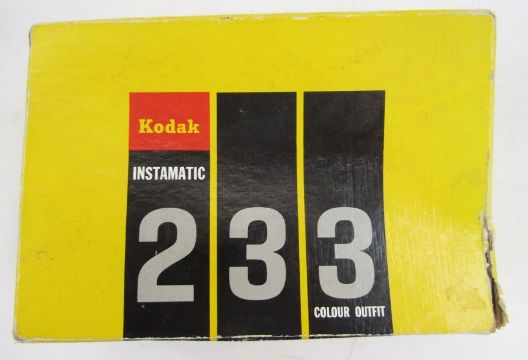 Kodak
INSTAMATIC
233
COLOUR OUTFIT